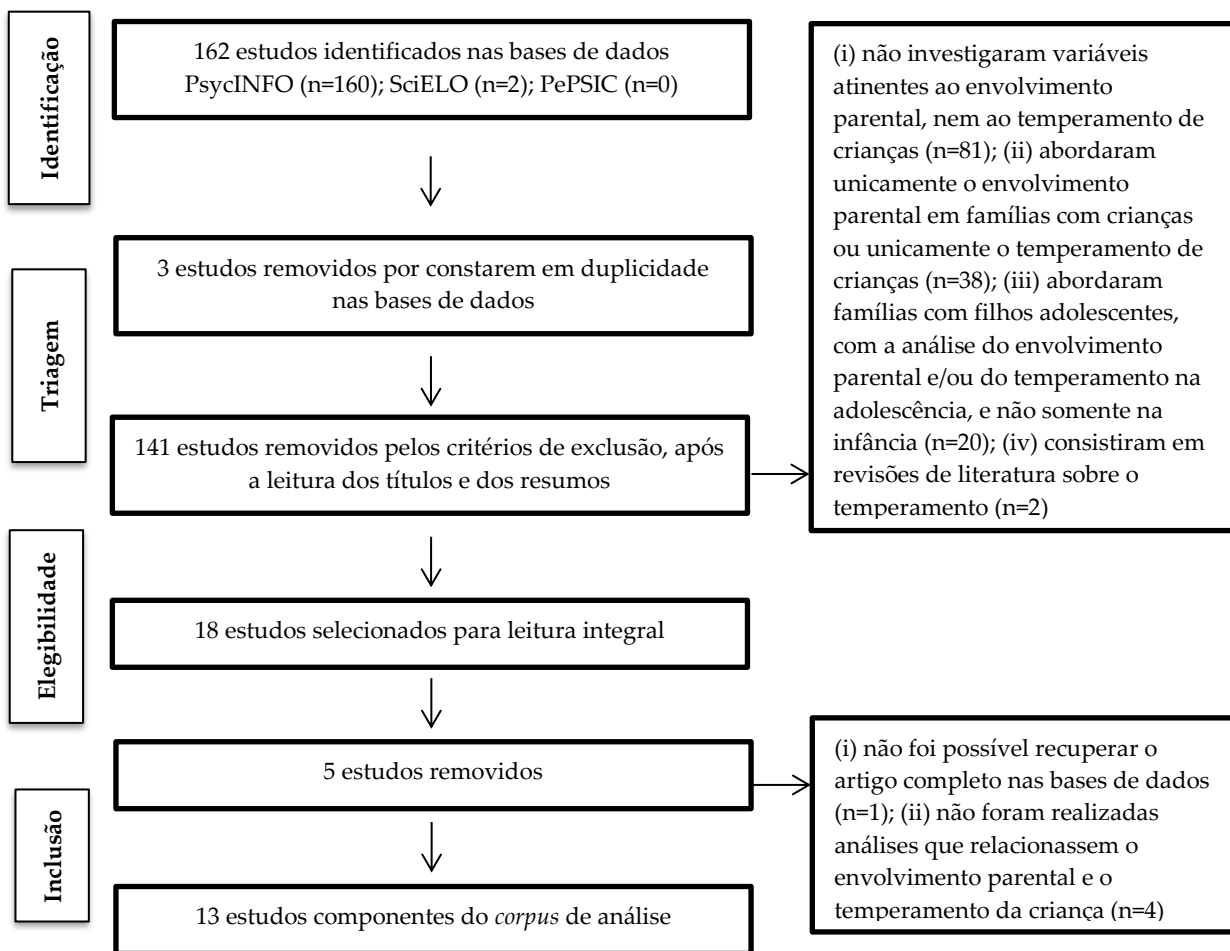 Identificação
162 estudos identificados nas bases de dados
PsycINFO (n=160); SciELO (n=2); PePSIC (n=0)
Triagem
3 estudos removidos por constarem em duplicidade
nas bases de dados
141 estudos removidos pelos critérios de exclusão, após
a leitura dos títulos e dos resumos
(i) não investigaram variáveis
atinentes ao envolvimento
parental, nem ao temperamento de
crianças (n=81); (ii) abordaram
unicamente o envolvimento
parental em famílias com crianças
ou unicamente o temperamento de
crianças (n=38); (iii) abordaram
famílias com filhos adolescentes,
com a análise do envolvimento
parental e/ou do temperamento na
adolescência, e não somente na
infância (n=20); (iv) consistiram em
revisões de literatura sobre o
temperamento (n=2)
Elegibilidade
18 estudos selecionados para leitura integral
5 estudos removidos
(i) não foi possível recuperar o
artigo completo nas bases de dados
(n=1); (ii) não foram realizadas
análises que relacionassem o
envolvimento parental e o
temperamento da criança (n=4)
Inclusão
13 estudos componentes do corpus de análise